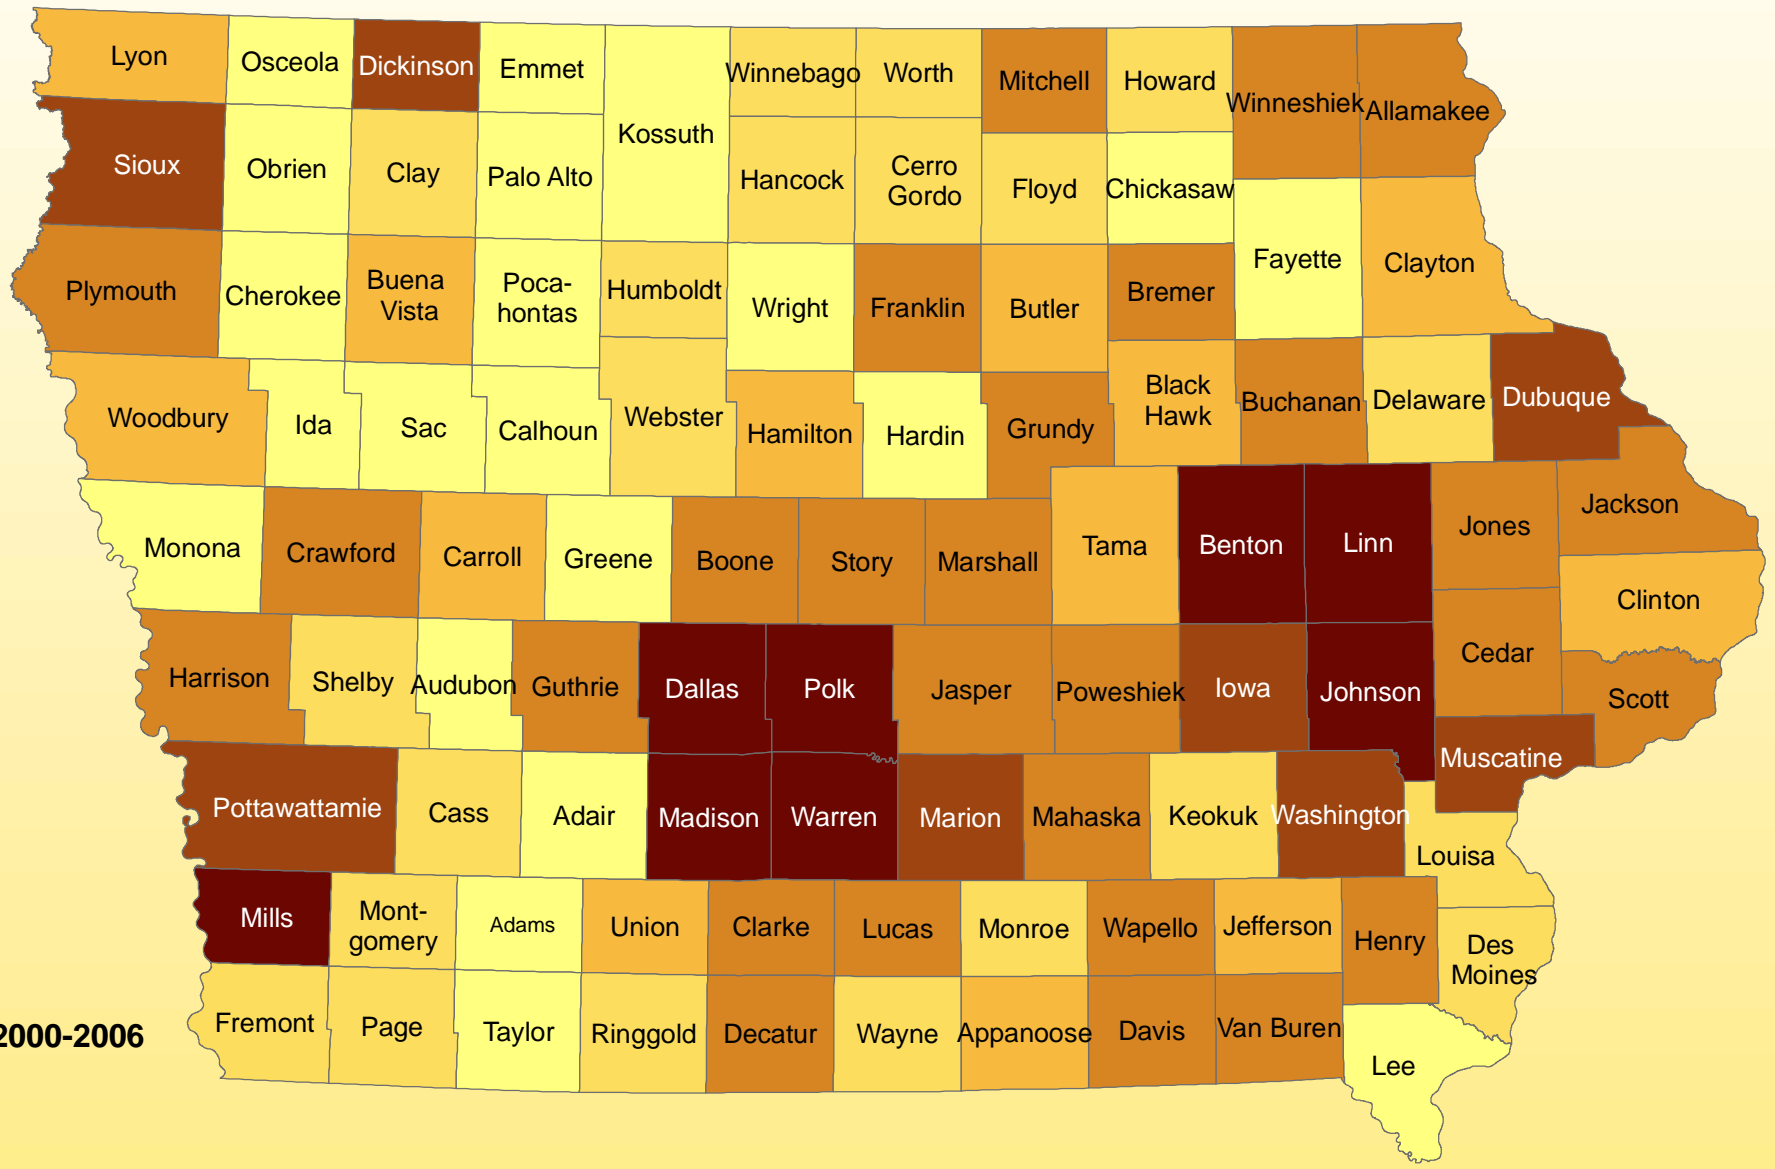 Lyon
Osceola
Dickinson
Emmet
Kossuth
Winnebago
Worth
Mitchell
Howard
Winneshiek
Allamakee
Sioux
Obrien
Clay
Palo Alto
Hancock
Cerro
Gordo
Floyd
Chickasaw
Fayette
Clayton
Plymouth
Cherokee
Buena
Vista
Poca-
hontas
Humboldt
Wright
Franklin
Butler
Bremer
Woodbury
Ida
Sac
Calhoun
Webster
Hamilton
Hardin
Grundy
Black
Hawk
Buchanan
Delaware
Dubuque
Monona
Crawford
Carroll
Greene
Boone
Story
Marshall
Tama
Benton
Linn
Jones
Jackson
Clinton
Harrison
Shelby
Audubon
Guthrie
Dallas
Polk
Jasper
Poweshiek
Iowa
Johnson
Cedar
Scott
Muscatine
Pottawattamie
Cass
Adair
Madison
Warren
Marion
Mahaska
Keokuk
Washington
Louisa
Mills
Mont-
gomery
Adams
Union
Clarke
Lucas
Monroe
Wapello
Jefferson
Henry
Des
Moines
2000-2006
Fremont
Page
Taylor
Ringgold
Decatur
Wayne
Appanoose
Davis
Van Buren
Lee